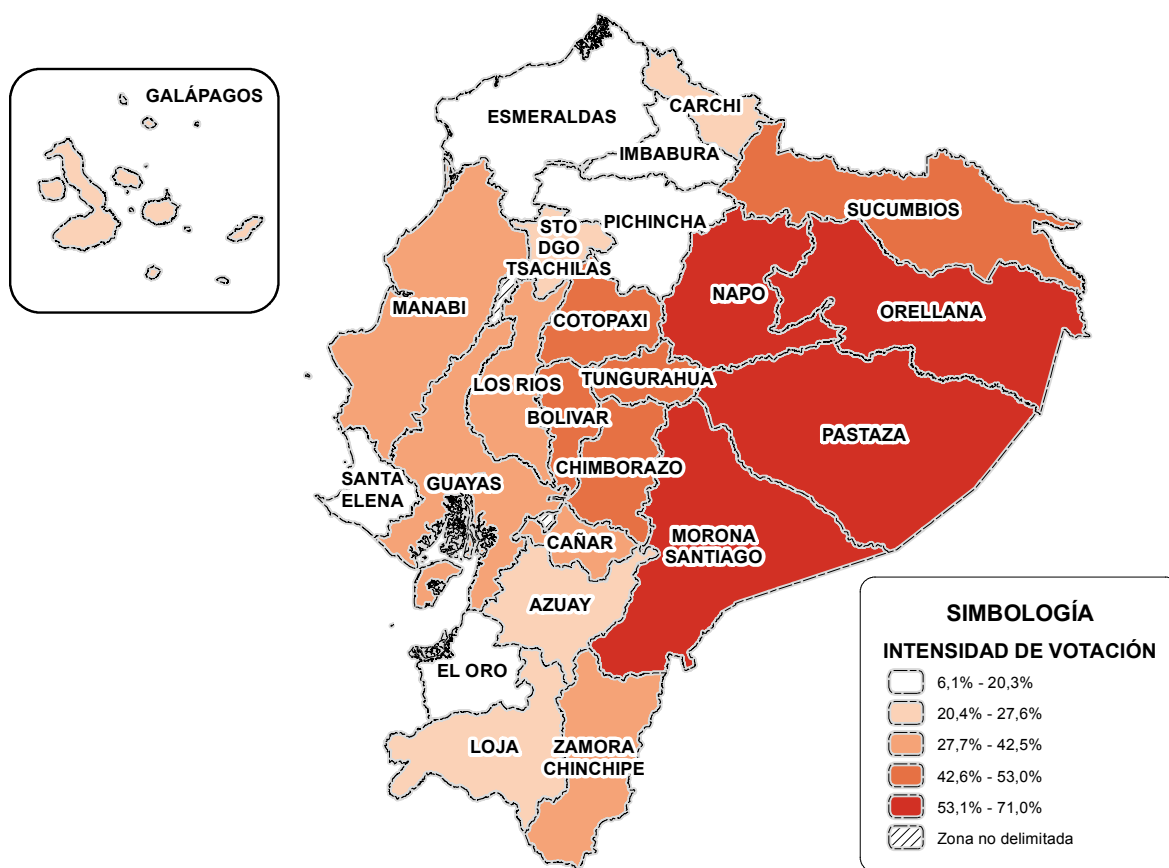 GALÁPAGOS
ESMERALDAS
CARCHI
IMBABURA
PICHINCHA
SUCUMBIOS
STO
DGO
TSACHILAS
NAPO
ORELLANA
MANABI
COTOPAXI
LOS RIOS
TUNGURAHUA
BOLIVAR
PASTAZA
CHIMBORAZO
SANTA
ELENA
GUAYAS
MORONA
SANTIAGO
CAÑAR
AZUAY
EL ORO
LOJA
ZAMORA
CHINCHIPE
SIMBOLOGÍA
INTENSIDAD DE VOTACIÓN
6,1% - 20,3%
20,4% - 27,6%
27,7% - 42,5%
42,6% - 53,0%
53,1% - 71,0%
Zona no delimitada